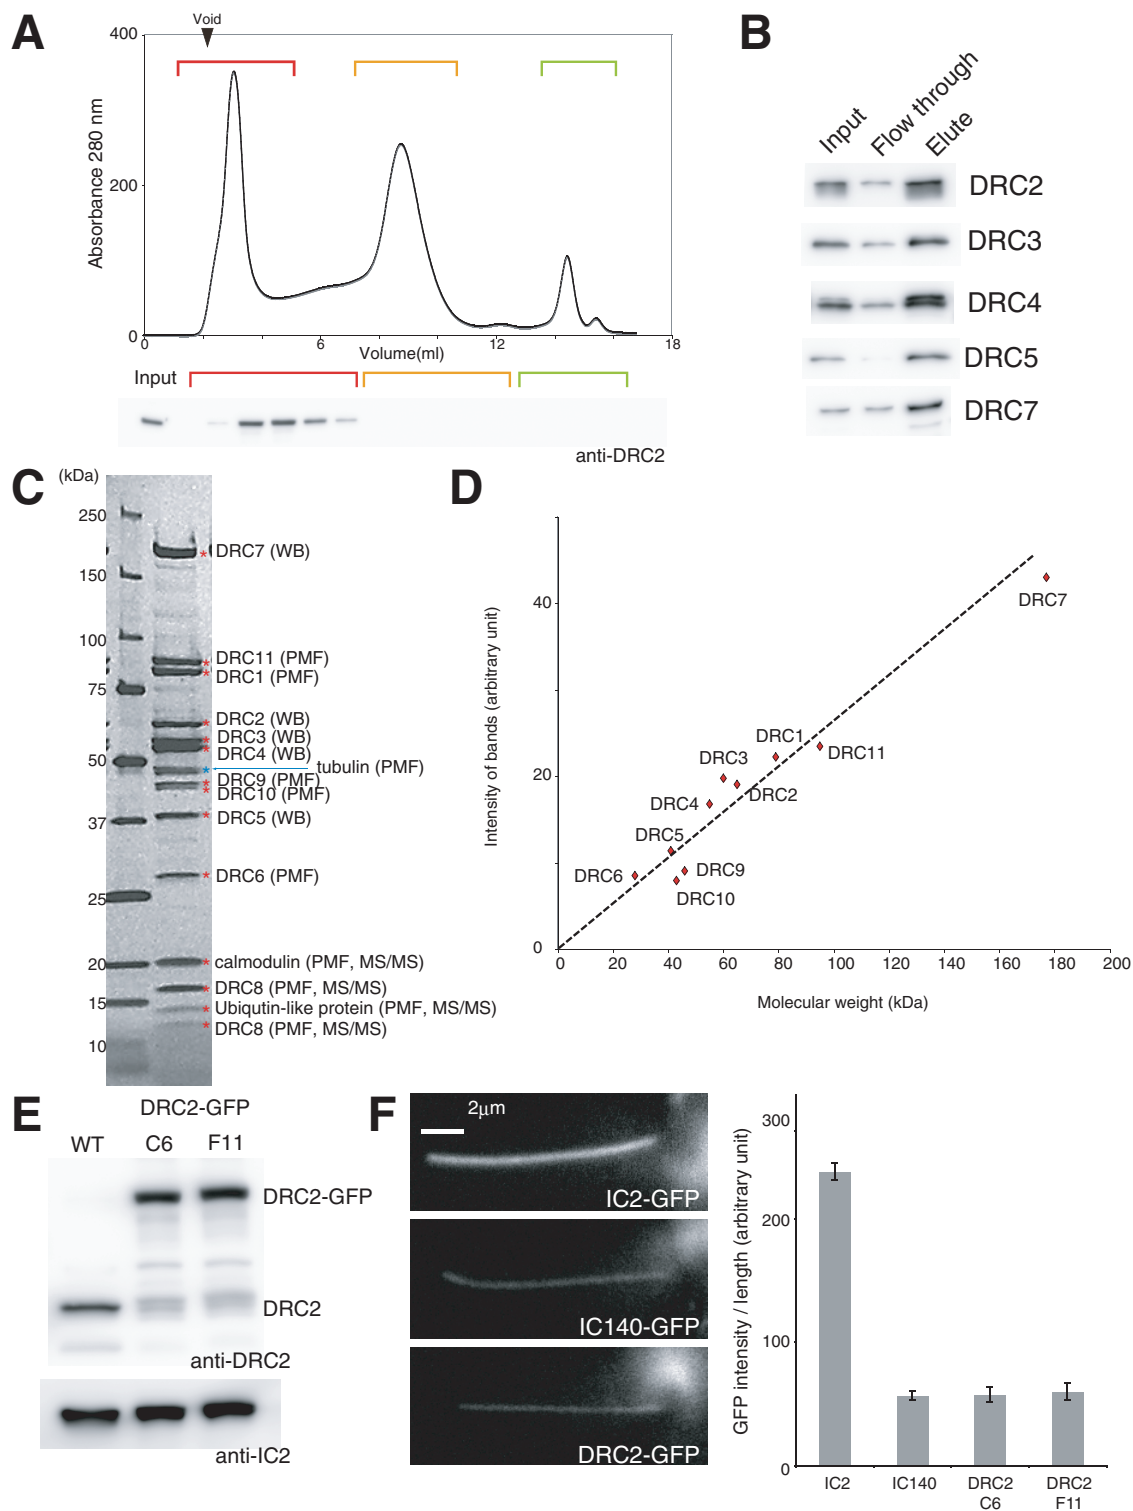 A
Void
400
200
0
Absorbance 280 nm
0
6
12
18
Volume(ml)
Input
anti-DRC2
B
Input
Flow through
Elute
DRC2
DRC3
DRC4
DRC5
DRC7
C
(kDa)
250
150
100
75
50
37
25
20
15
10
DRC7 (WB)
DRC11 (PMF)
DRC1 (PMF)
DRC2 (WB)
DRC3 (WB)
DRC4 (WB)
tubulin (PMF)
DRC9 (PMF)
DRC10 (PMF)
DRC5 (WB)
DRC6 (PMF)
calmodulin (PMF, MS/MS)
DRC8 (PMF, MS/MS)
Ubiqutin-like protein (PMF, MS/MS)
DRC8 (PMF, MS/MS)
D
Intensity of bands (arbitrary unit)
40
20
0
DRC7
DRC1
DRC11
DRC3
DRC2
DRC4
DRC5
DRC9
DRC6
DRC10
0 20 40 60 80 100 120 140 160 180 200
Molecular weight (kDa)
E
DRC2-GFP
WT C6 F11
DRC2-GFP
DRC2
anti-DRC2
anti-IC2
F
2μm
IC2-GFP
IC140-GFP
DRC2-GFP
GFP intensity / length (arbitrary unit)
300
200
100
0
IC2 IC140 DRC2 DRC2
C6 F11